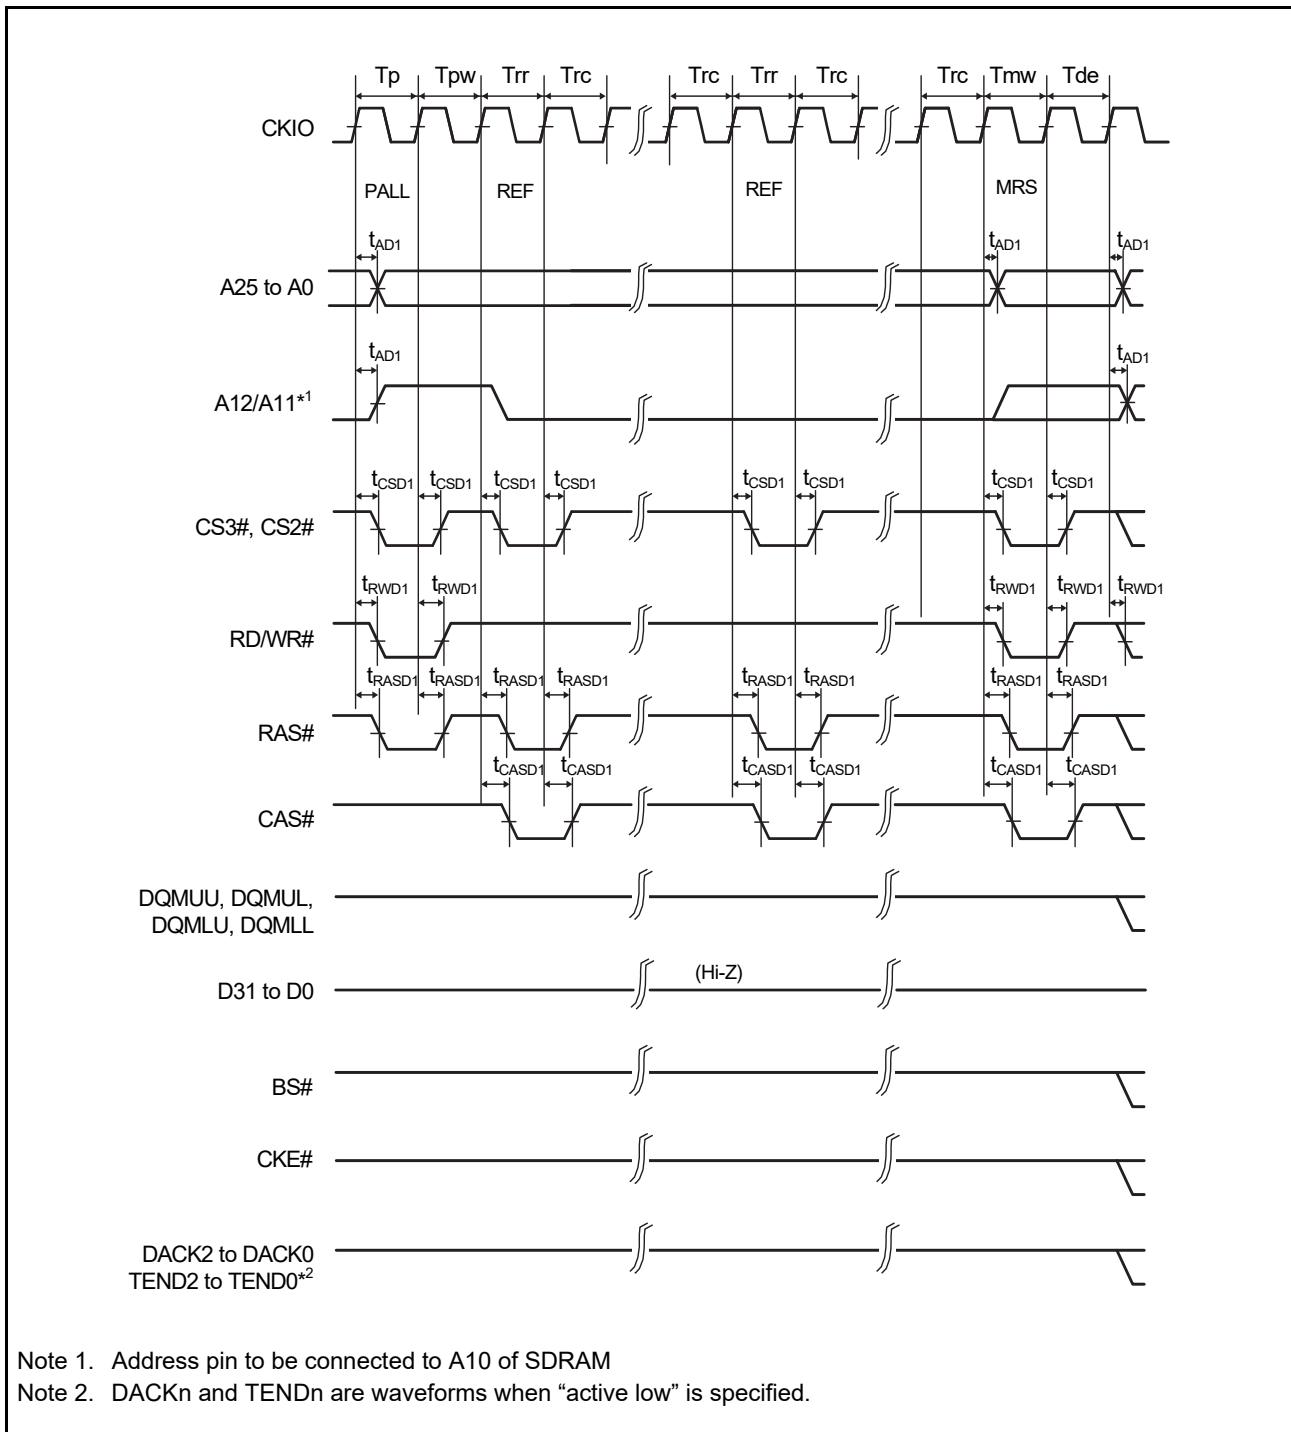 Tp Tpw Trr Trc Trc Trr Trc Trc Tmw Tde
CKIO
PALL REF REF MRS
tAD1 tAD1 tAD1
A25 to A0
tAD1 tAD1
A12/A11*1
tCSD1 tCSD1 tCSD1 tCSD1 tCSD1 tCSD1 tCSD1 tCSD1
CS3#, CS2#
tRWD1 tRWD1 tRWD1 tRWD1 tRWD1
RD/WR#
tRASD1 tRASD1 tRASD1 tRASD1 tRASD1 tRASD1 tRASD1 tRASD1
RAS#
tCASD1 tCASD1 tCASD1 tCASD1 tCASD1 tCASD1
CAS#
DQMUU, DQMUL,
DQMLU, DQMLL
(Hi-Z)
D31 to D0
BS#
CKE#
DACK2 to DACK0
TEND2 to TEND0*2
Note 1. Address pin to be connected to A10 of SDRAM
Note 2. DACKn and TENDn are waveforms when “active low” is specified.